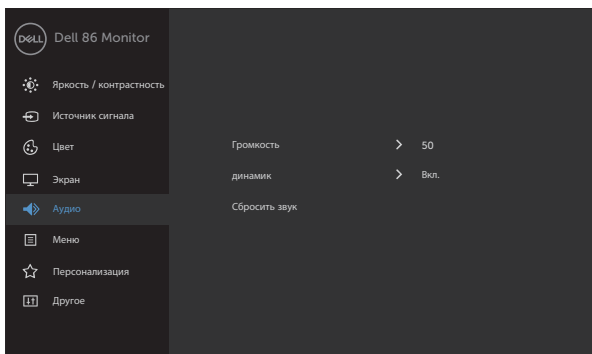 DELL Dell 86 Monitor
Яркость / контрастность
Источник сигнала
Цвет
Громкость 50
Экран
динамик Вкл.
Аудио
Сбросить звук
Меню
Персонализация
Другое